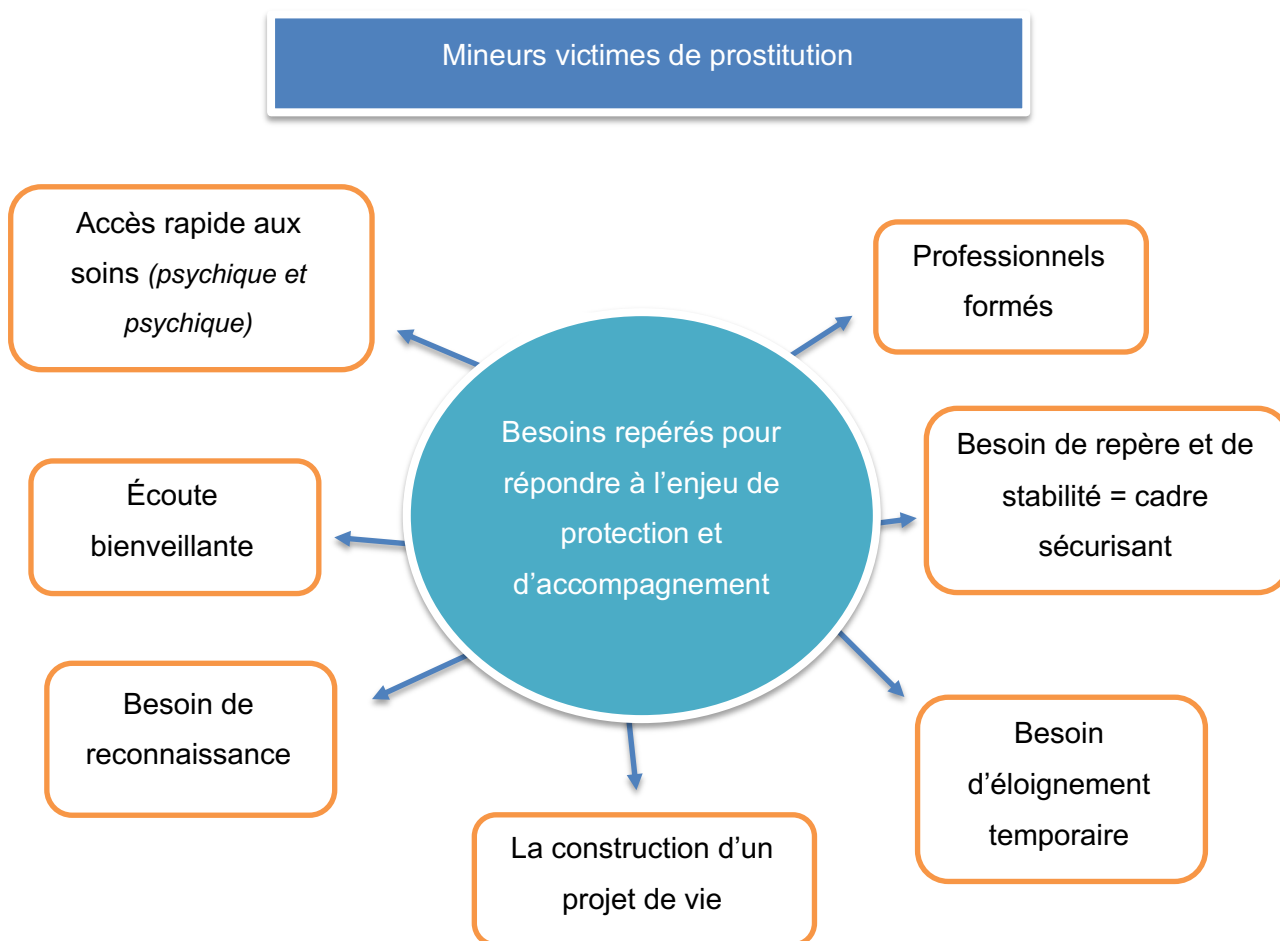 Mineurs victimes de prostitution
Accès rapide aux
soins (psychique et
psychique)
Professionnels
formés
Besoins repérés pour
répondre à l’enjeu de
protection et
d’accompagnement
Écoute
bienveillante
Besoin de repère et de
stabilité = cadre
sécurisant
Besoin de
reconnaissance
Besoin
d’éloignement
temporaire
La construction d’un
projet de vie